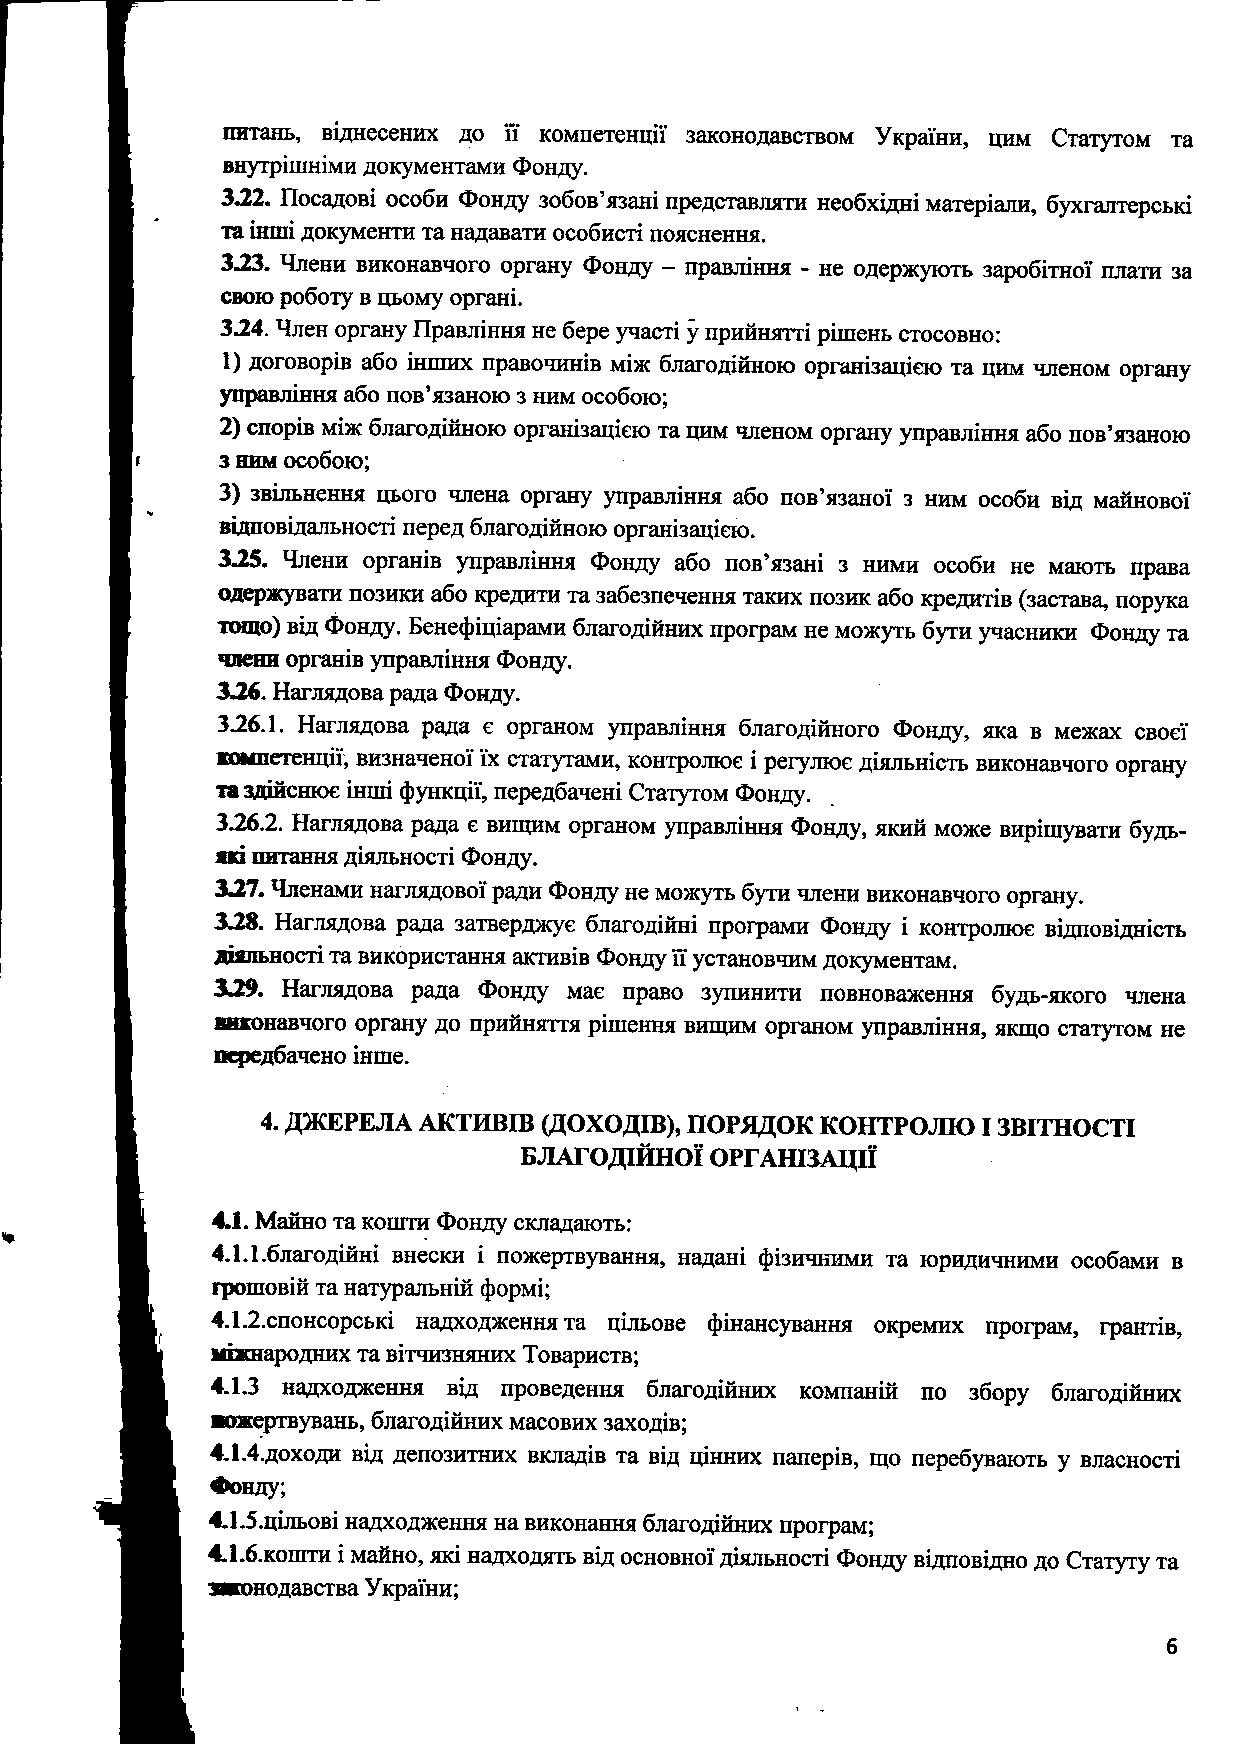 питань, віднесених до її компетенції законодавством України, цим Статутом та
внутрішніми документами Фонду.
3.22. Посадові особи Фонду зобов’язані представляти необхідні матеріали, бухгалтерські
та інші документи та надавати особисті пояснення.
3.23. Члени виконавчого органу Фонду – правління - не одержують заробітної плати за
свою роботу в цьому органі.
3.24. Член органу Правління не бере участі у прийнятті рішень стосовно:
1) договорів або інших правочинів між благодійною організацією та цим членом органу
управління або пов’язаною з ним особою;
2) спорів між благодійною організацією та цим членом органу управління або пов’язаною
з ним особою;
3) звільнення цього члена органу управління або пов’язаної з ним особи від майнової
відповідальності перед благодійною організацією.
3.25. Члени органів управління Фонду або пов’язані з ними особи не мають права
одержувати позики або кредити та забезпечення таких позик або кредитів (застава, порука
тощо) від Фонду. Бенефіціарами благодійних програм не можуть бути учасники Фонду та
члени органів управління Фонду.
3.26. Наглядова рада Фонду.
3.26.1. Наглядова рада є органом управління благодійного Фонду, яка в межах своєї
компетенції, визначеної їх статутами, контролює і регулює діяльність виконавчого органу
та здійснює інші функції, передбачені Статутом Фонду.
3.26.2. Наглядова рада є вищим органом управління Фонду, який може вирішувати будь-
які питання діяльності Фонду.
3.27. Членами наглядової ради Фонду не можуть бути члени виконавчого органу.
3.28. Наглядова рада затверджує благодійні програми Фонду і контролює відповідність
діяльності та використання активів Фонду її установчим документам.
3.29. Наглядова рада Фонду має право зупинити повноваження будь-якого члена
виконавчого органу до прийняття рішення вищим органом управління, якщо статутом не
передбачено інше.
4. ДЖЕРЕЛА АКТИВІВ (ДОХОДІВ), ПОРЯДОК КОНТРОЛЮ І ЗВІТНОСТІ
БЛАГОДІЙНОЇ ОРГАНІЗАЦІЇ
4.1. Майно та кошти Фонду складають:
4.1.1.благодійні внески і пожертвування, надані фізичними та юридичними особами в
грошовій та натуральній формі;
4.1.2.спонсорські надходження та цільове фінансування окремих програм, грантів,
міжнародних та вітчизняних Товариств;
4.1.3 надходження від проведення благодійних компаній по збору благодійних
пожертвувань, благодійних масових заходів;
4.1.4.доходи від депозитних вкладів та від цінних паперів, що перебувають у власності
Фонду;
4.1.5.цільові надходження на виконання благодійних програм;
4.1.6.кошти і майно, які надходять від основної діяльності Фонду відповідно до Статуту та
законодавства України;
6